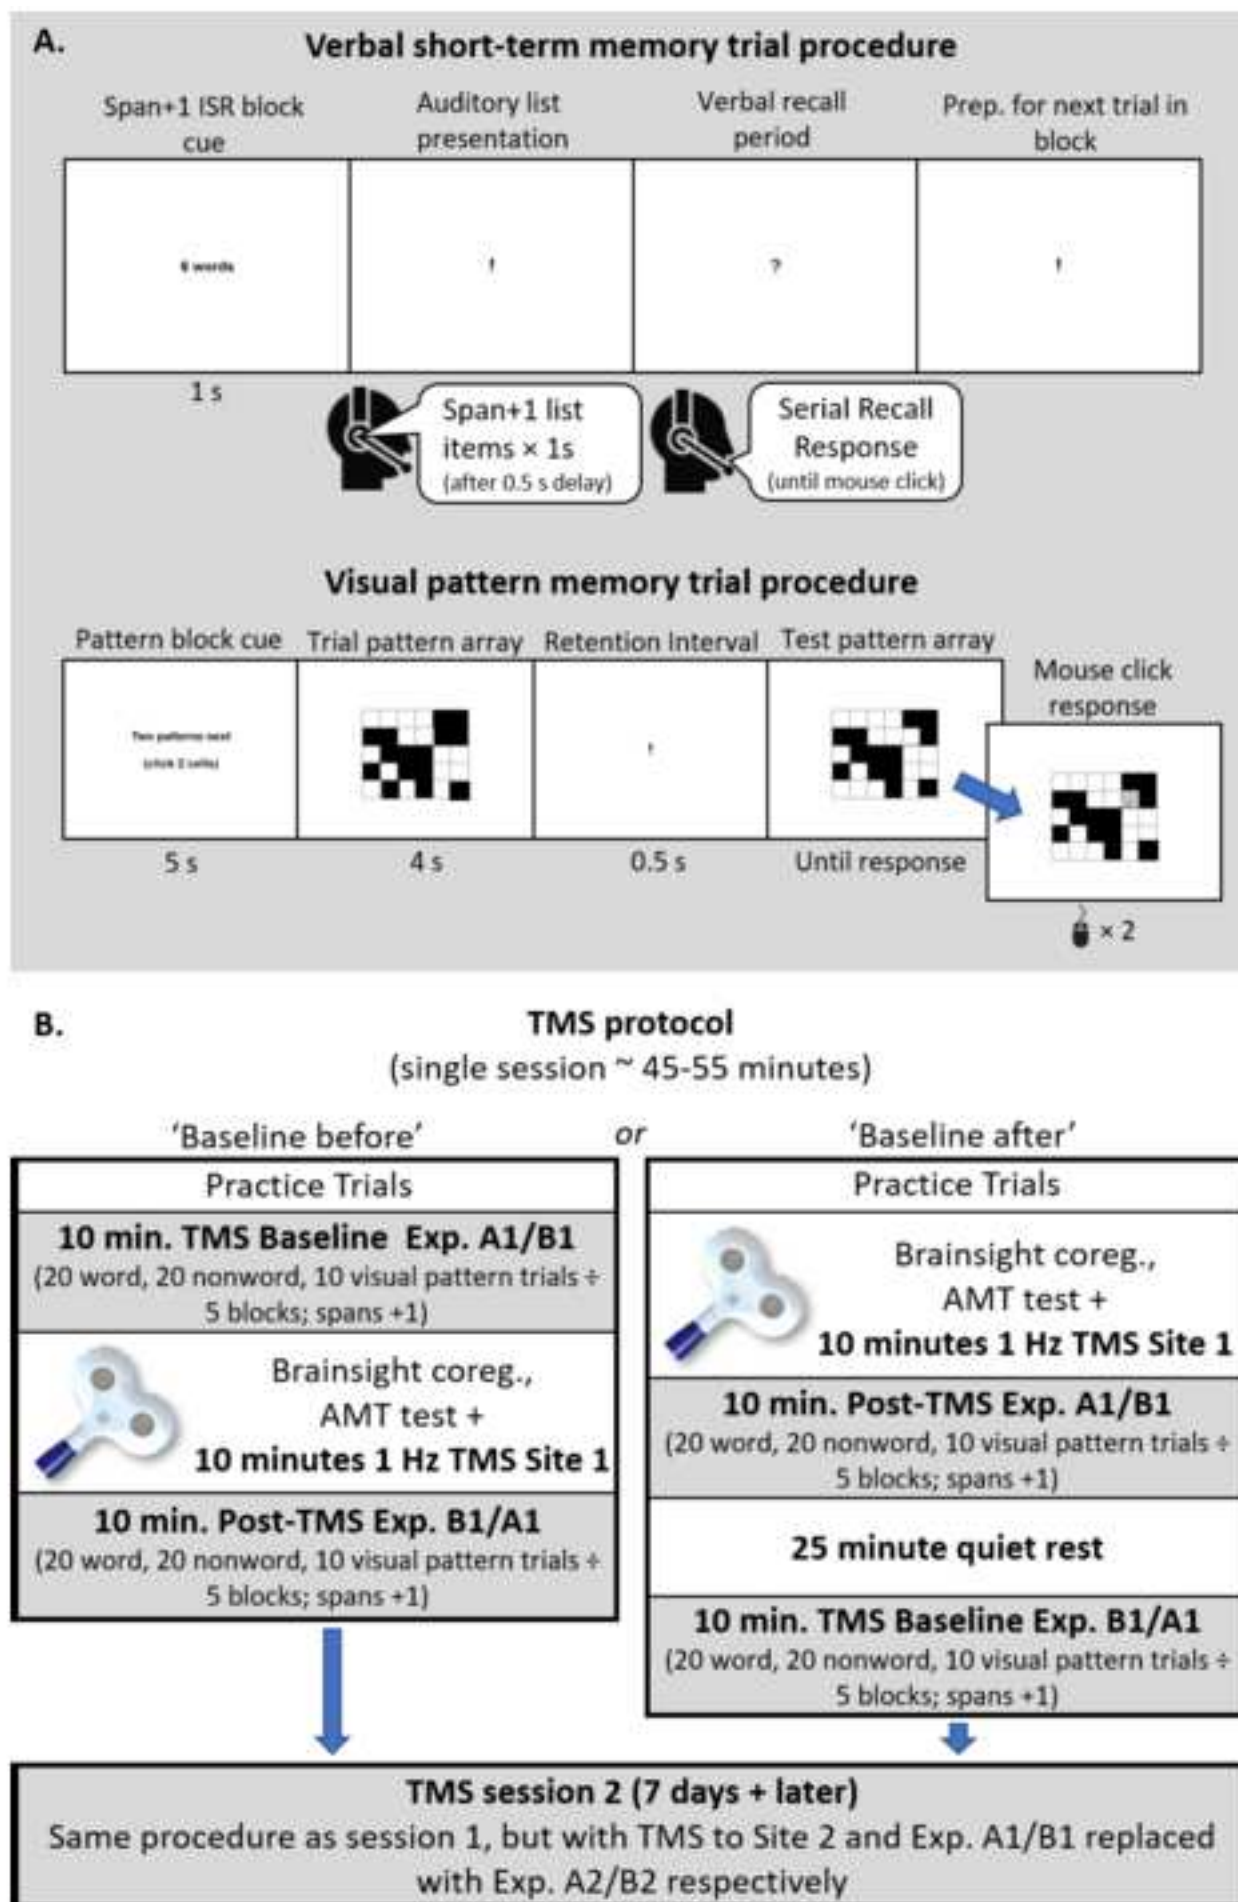 A.
Verbal short-term memory trial procedure
Span+1 ISR block
cue
Auditory list
presentation
Verbal recall
period
Prep. for next trial in
block
6 words
!
?
!
1 s
Span+1 list
items × 1s
(after 0.5 s delay)
Serial Recall
Response
(until mouse click)
Visual pattern memory trial procedure
Pattern block cue
Trial pattern array
Retention Interval
Test pattern array
Mouse click
response
Two patterns next
(click 2 cells)
!
5 s
4 s
0.5 s
Until response
× 2
B.
TMS protocol
(single session ~ 45-55 minutes)
'Baseline before'
or
'Baseline after'
Practice Trials
10 min. TMS Baseline Exp. A1/B1
(20 word, 20 nonword, 10 visual pattern trials ÷
5 blocks; spans +1)
Brainsight coreg.,
AMT test +
10 minutes 1 Hz TMS Site 1
10 min. Post-TMS Exp. B1/A1
(20 word, 20 nonword, 10 visual pattern trials ÷
5 blocks; spans +1)
Practice Trials
Brainsight coreg.,
AMT test +
10 minutes 1 Hz TMS Site 1
10 min. Post-TMS Exp. A1/B1
(20 word, 20 nonword, 10 visual pattern trials ÷
5 blocks; spans +1)
25 minute quiet rest
10 min. TMS Baseline Exp. B1/A1
(20 word, 20 nonword, 10 visual pattern trials ÷
5 blocks; spans +1)
TMS session 2 (7 days + later)
Same procedure as session 1, but with TMS to Site 2 and Exp. A1/B1 replaced
with Exp. A2/B2 respectively